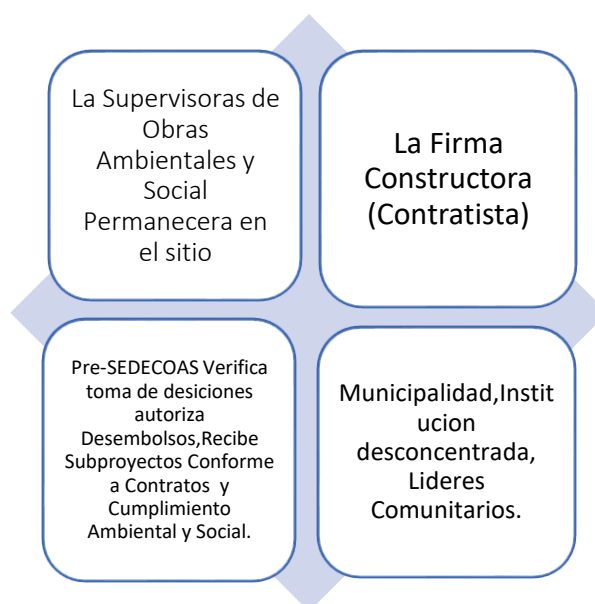 La Supervisoras de
Obras
Ambientales y
Social
Permanecera en
el sitio
La Firma
Constructora
(Contratista)
Pre-SEDECOAS Verifica
toma de desiciones
autoriza
Desembolsos,Recibe
Subproyectos Conforme
a Contratos y
Cumplimiento
Ambiental y Social.
Municipalidad,Instit
ucion
desconcentrada,
Lideres
Comunitarios.